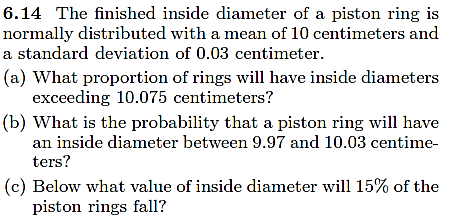 6.14 The finished inside diameter of a piston ring is
normally distributed with a mean of 10 centimeters and
a standard deviation of 0.03 centimeter.
(a) What proportion of rings will have inside diameters
exceeding 10.075 centimeters?
(b) What is the probability that a piston ring will have
an inside diameter between 9.97 and 10.03 centime-
ters?
(c) Below what value of inside diameter will 15% of the
piston rings fall?